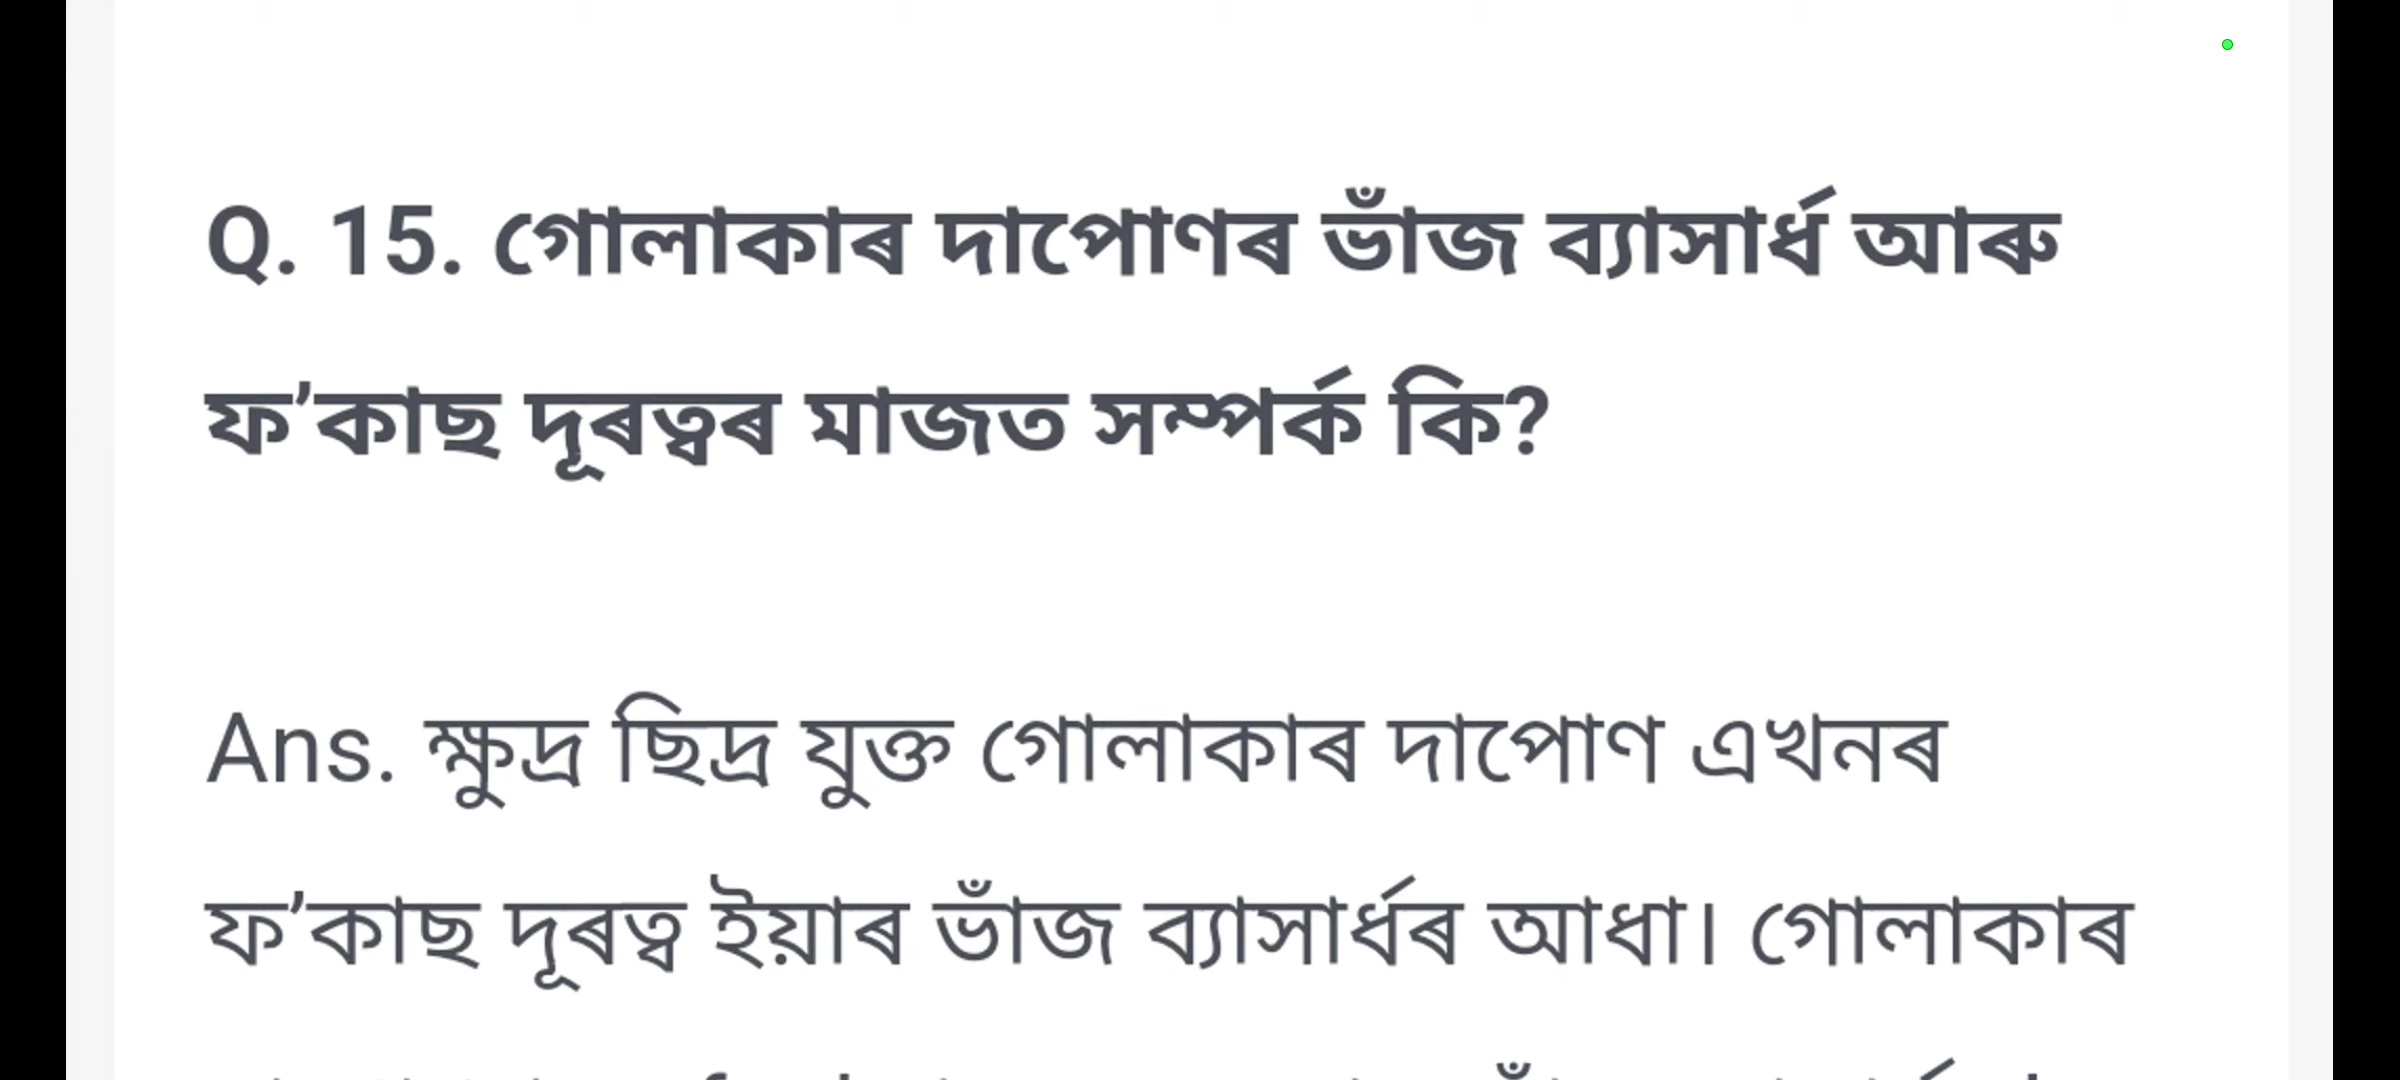 Q. 15. গোলাকাৰ দাপোণৰ ভাঁজ ব্যাসাৰ্ধ আৰু
ফ’কাছ দূৰত্বৰ মাজত সম্পৰ্ক কি?
Ans. ক্ষুদ্ৰ ছিদ্ৰ যুক্ত গোলাকাৰ দাপোণ এখনৰ
ফ’কাছ দূৰত্ব ইয়াৰ ভাঁজ ব্যাসাৰ্ধৰ আধা। গোলাকাৰ